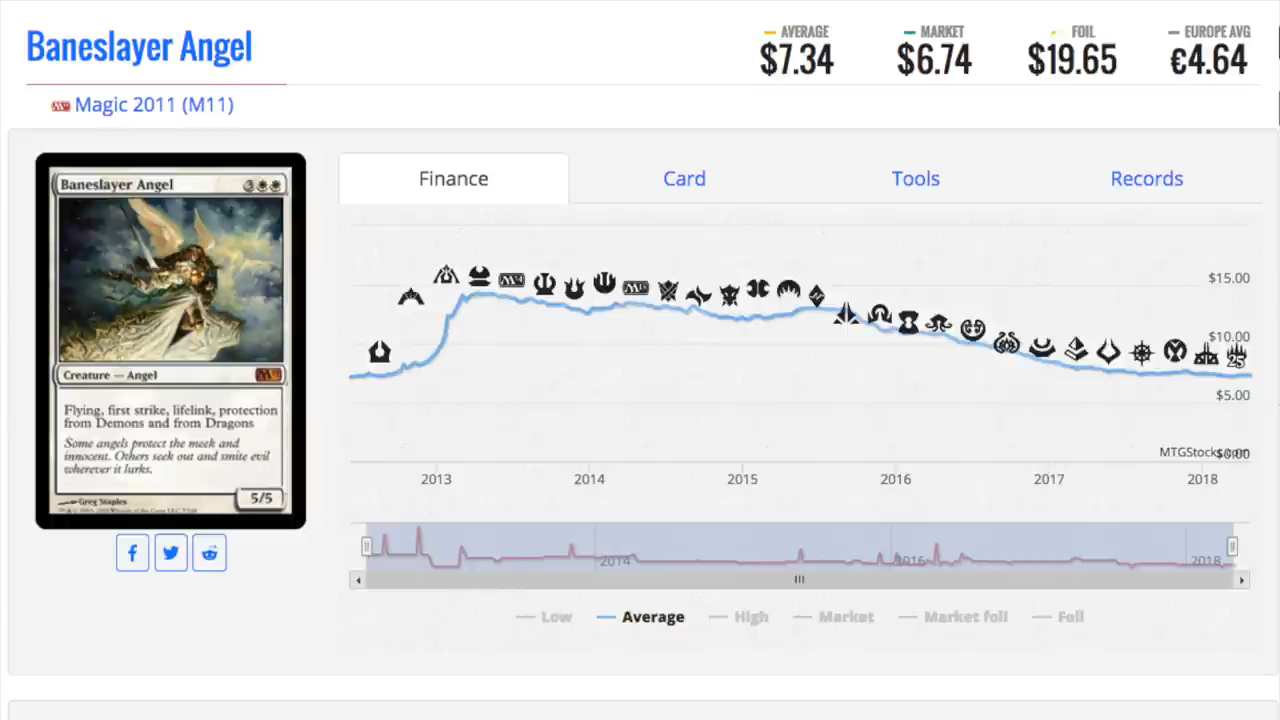 Baneslayer Angel
AVERAGE
$7.34
MARKET
$6.74
FOIL
$19.65
EUROPE AVG
€4.64
Magic 2011 (M11)
Baneslayer Angel
Creature — Angel
Flying, first strike, lifelink, protection
from Demons and from Dragons
Some angels protect the meek and
innocent. Others seek out and smite evil
wherever it lurks.
Greg Staples
5/5
Finance
Card
Tools
Records
$15.00
$10.00
$5.00
$0.00
25
MTGStocks.com
2013
2014
2015
2016
2017
2018
2014
2016
2018
Low
Average
High
Market
Market foil
Foil